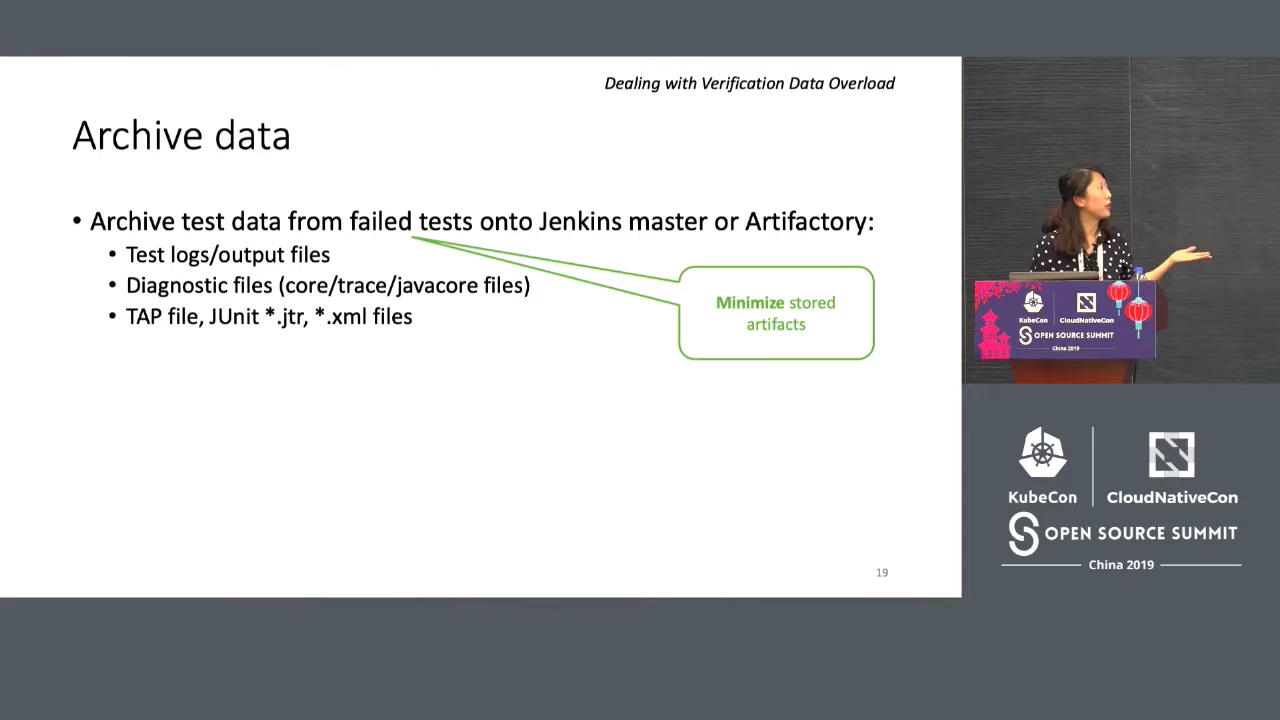 Dealing with Verification Data Overload
Archive data
• Archive test data from failed tests onto Jenkins master or Artifactory:
• Test logs/output files
• Diagnostic files (core/trace/javacore files)
• TAP file, JUnit *.jtr, *.xml files
Minimize stored
artifacts
19
KubeCon
CloudNativeCon
OPEN SOURCE SUMMIT
China 2019
KubeCon
CloudNativeCon
OPEN SOURCE SUMMIT
China 2019